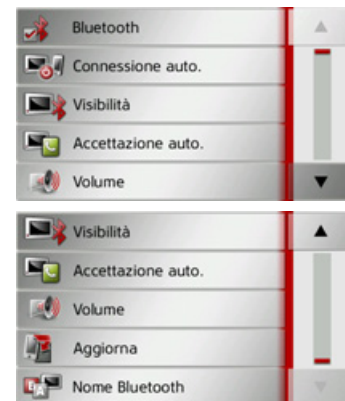 Bluetooth
Connessione auto.
Visibilità
Accettazione auto.
Volume
Visibilità
Accettazione auto.
Volume
Aggiorna
Nome Bluetooth